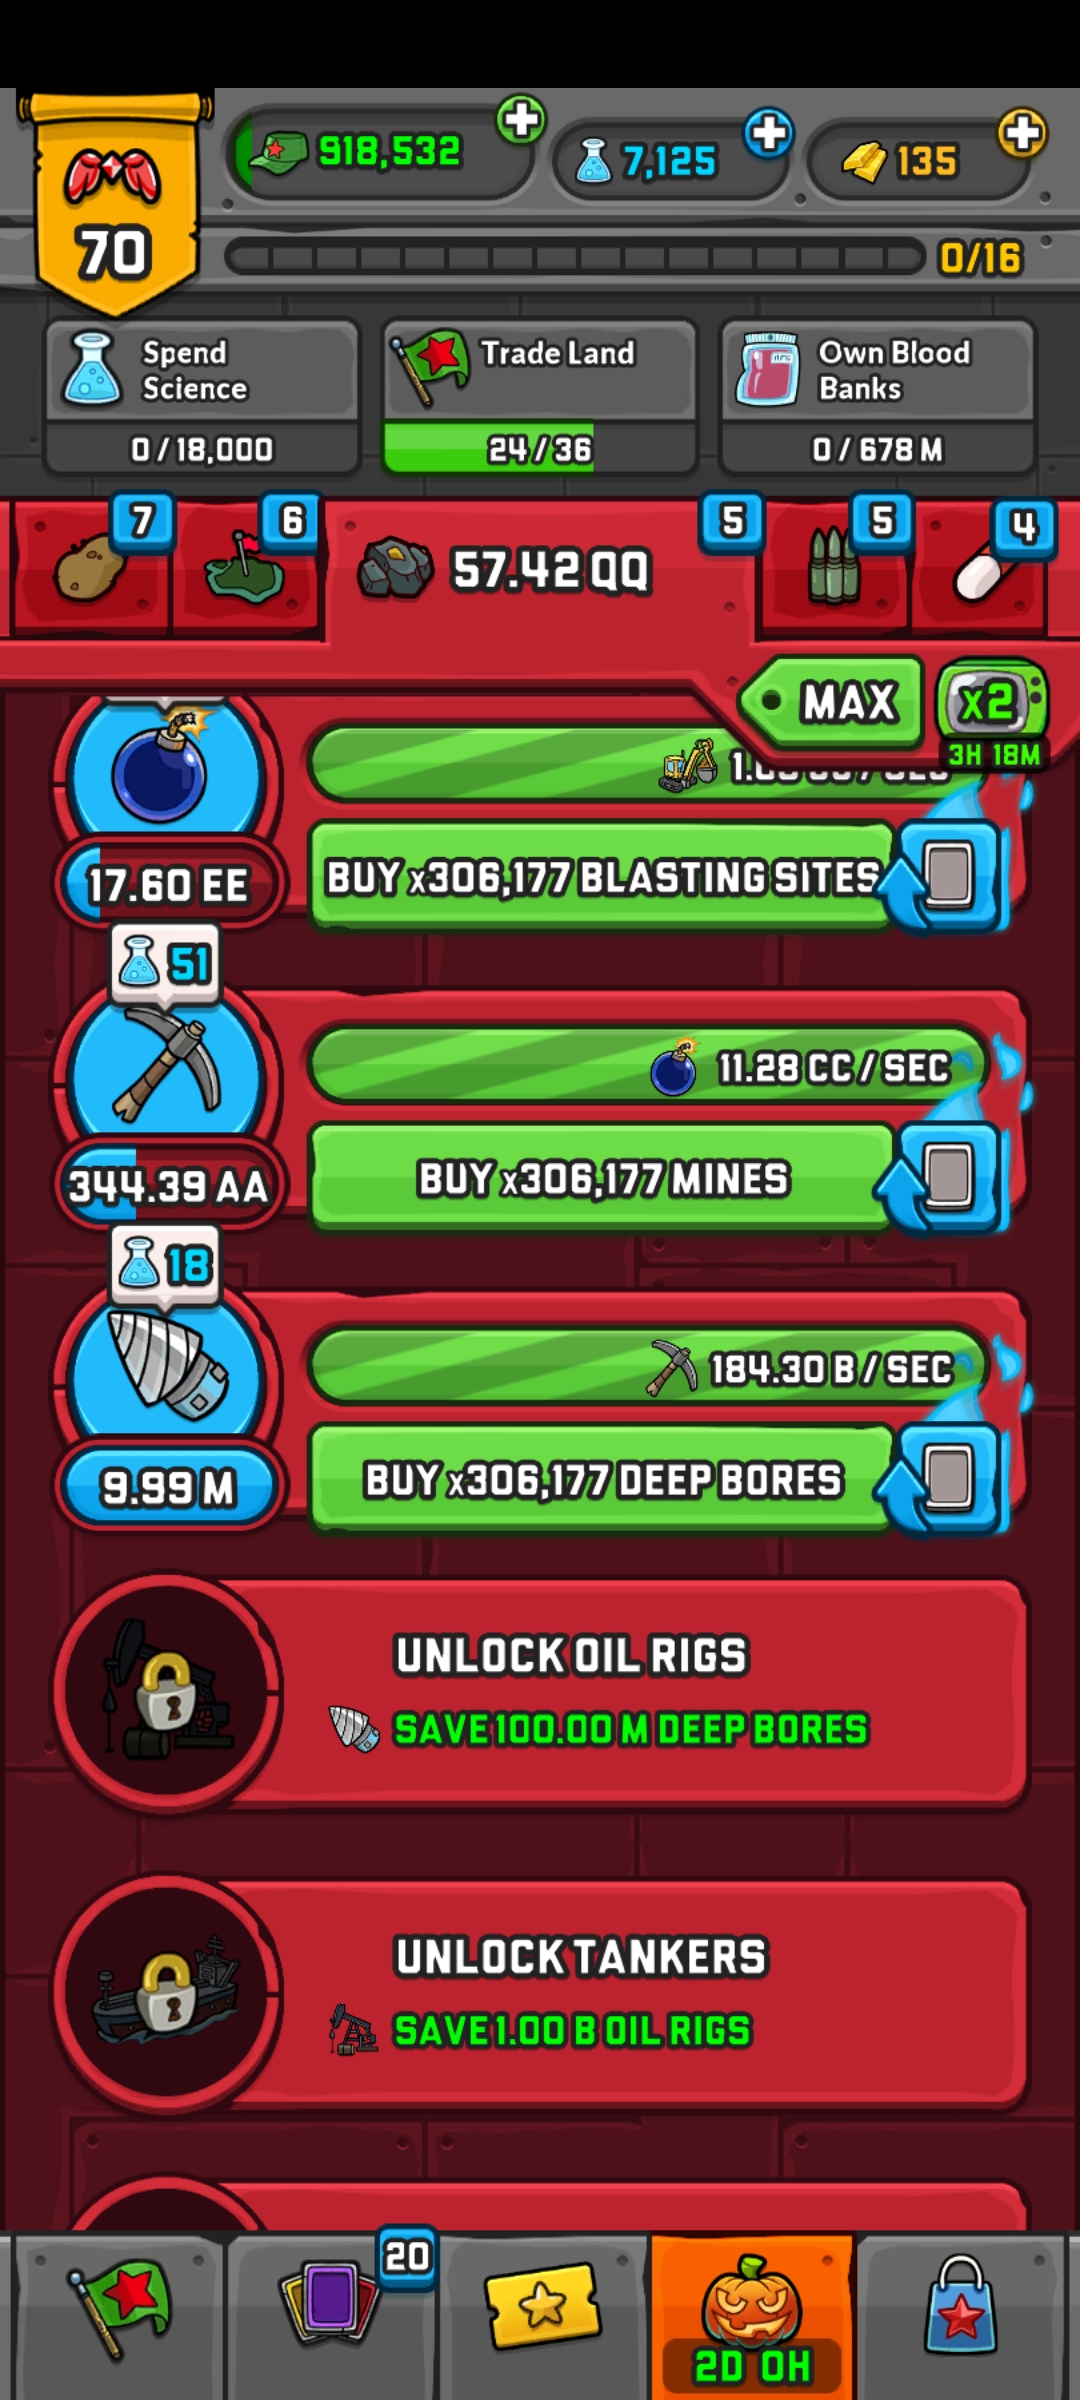 918,532
7,125
135
70
0/16
Spend
Science
0 / 18,000
Trade Land
24 / 36
Own Blood
Banks
0 / 678 M
7
6
57.42 QQ
5
5
4
MAX
x2
3H 18M
17.60 EE
BUY x306,177 BLASTING SITES
51
11.28 CC / SEC
344.39 AA
BUY x306,177 MINES
18
184.30 B / SEC
9.99 M
BUY x306,177 DEEP BORES
UNLOCK OIL RIGS
SAVE 100.00 M DEEP BORES
UNLOCK TANKERS
SAVE 1.00 B OIL RIGS
20
2D 0H